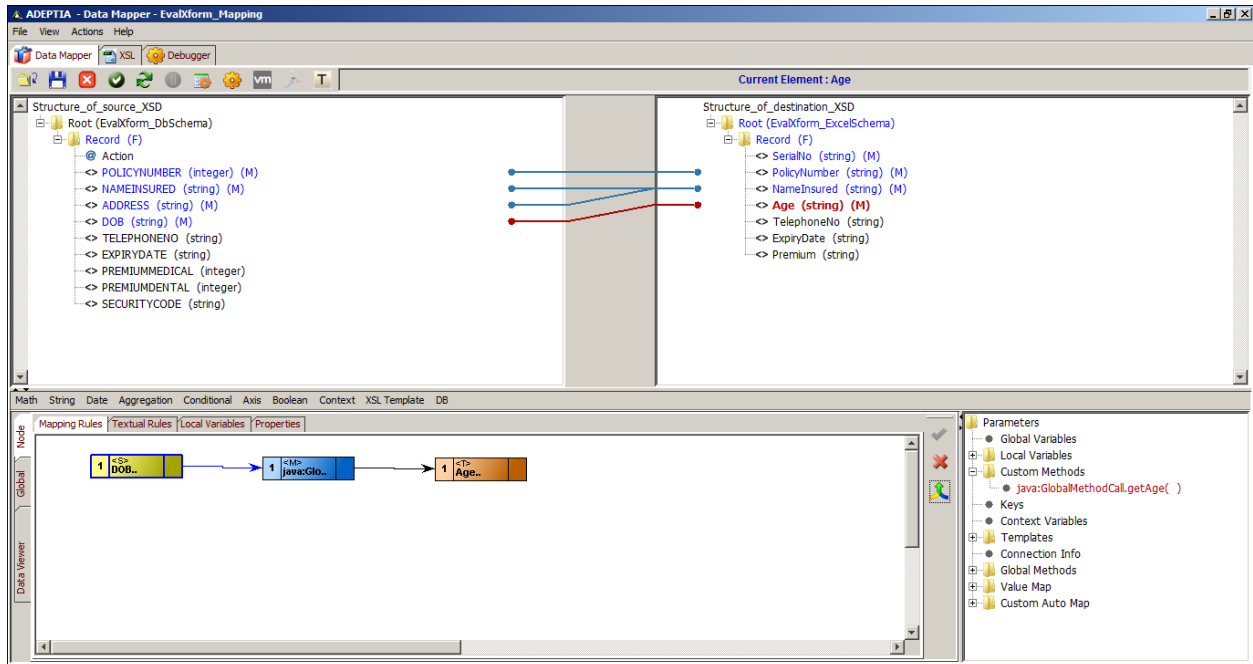 ADEPTIA - Data Mapper - EvalXform_Mapping
File View Actions Help
Data Mapper XSL Debugger
vm T Current Element : Age
Structure_of_source_XSD
Root (EvalXform_DbSchema)
Record (F)
@ Action
<> POLICYNUMBER (integer) (M)
<> NAMEINSURED (string) (M)
<> ADDRESS (string) (M)
<> DOB (string) (M)
<> TELEPHONENO (string)
<> EXPIRYDATE (string)
<> PREMIUMMEDICAL (integer)
<> PREMIUMDENTAL (integer)
<> SECURITYCODE (string)
Structure_of_destination_XSD
Root (EvalXform_ExcelSchema)
Record (F)
<> SerialNo (string) (M)
<> PolicyNumber (string) (M)
<> NameInsured (string) (M)
<> Age (string) (M)
<> TelephoneNo (string)
<> ExpiryDate (string)
<> Premium (string)
Math String Date Aggregation Conditional Axis Boolean Context XSL Template DB
Node
Global
Data Viewer
Mapping Rules Textual Rules Local Variables Properties
1 <S> DOB..
1 <M> java:Glo..
1 <T> Age..
Parameters
Global Variables
Local Variables
Custom Methods
java:GlobalMethodCall.getAge( )
Keys
Context Variables
Templates
Connection Info
Global Methods
Value Map
Custom Auto Map